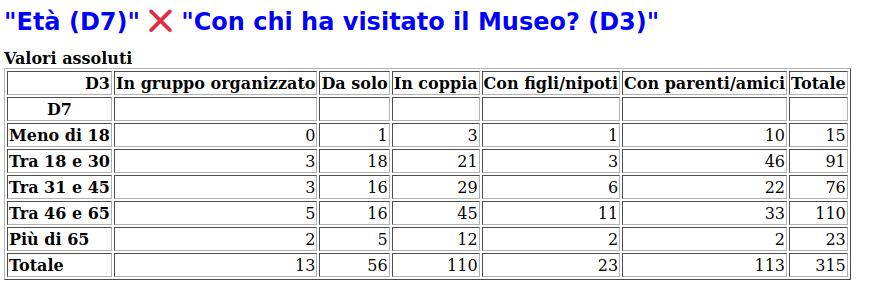 "Età (D7)" ❌ "Con chi ha visitato il Museo? (D3)"
Valori assoluti
D3 In gruppo organizzato Da solo In coppia Con figli/nipoti Con parenti/amici Totale
D7
Meno di 18 0 1 3 1 10 15
Tra 18 e 30 3 18 21 3 46 91
Tra 31 e 45 3 16 29 6 22 76
Tra 46 e 65 5 16 45 11 33 110
Più di 65 2 5 12 2 2 23
Totale 13 56 110 23 113 315